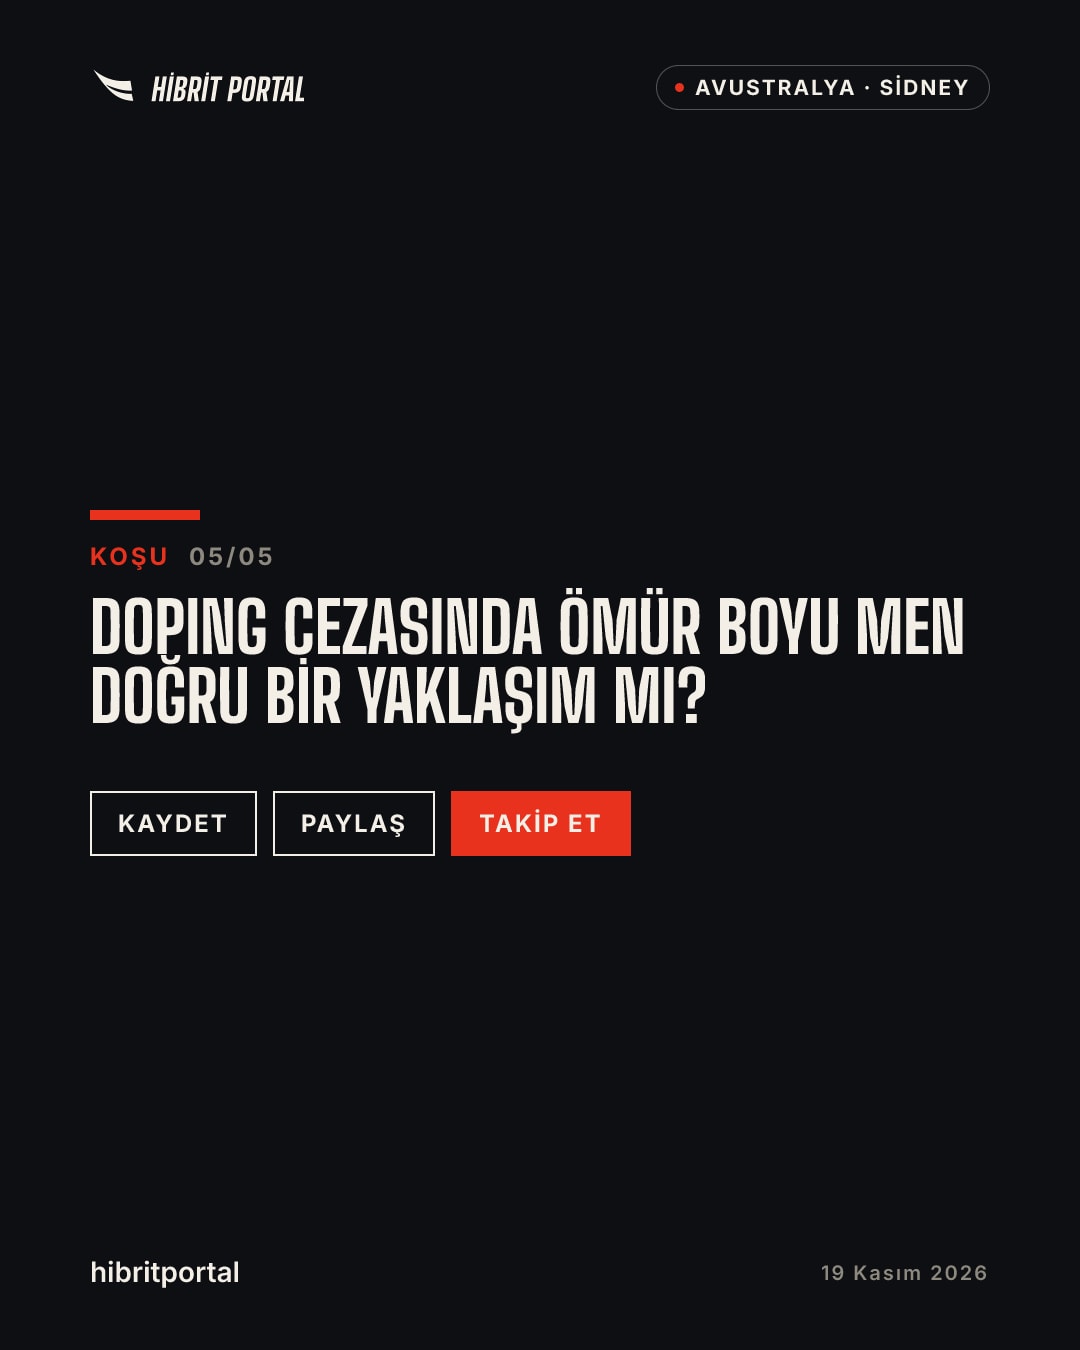 HİBRİT PORTAL
AVUSTRALYA · SİDNEY
KOŞU 05/05
DOPING CEZASINDA ÖMÜR BOYU MEN
DOĞRU BİR YAKLAŞIM MI?
KAYDET
PAYLAŞ
TAKİP ET
hibritportal
19 Kasım 2026